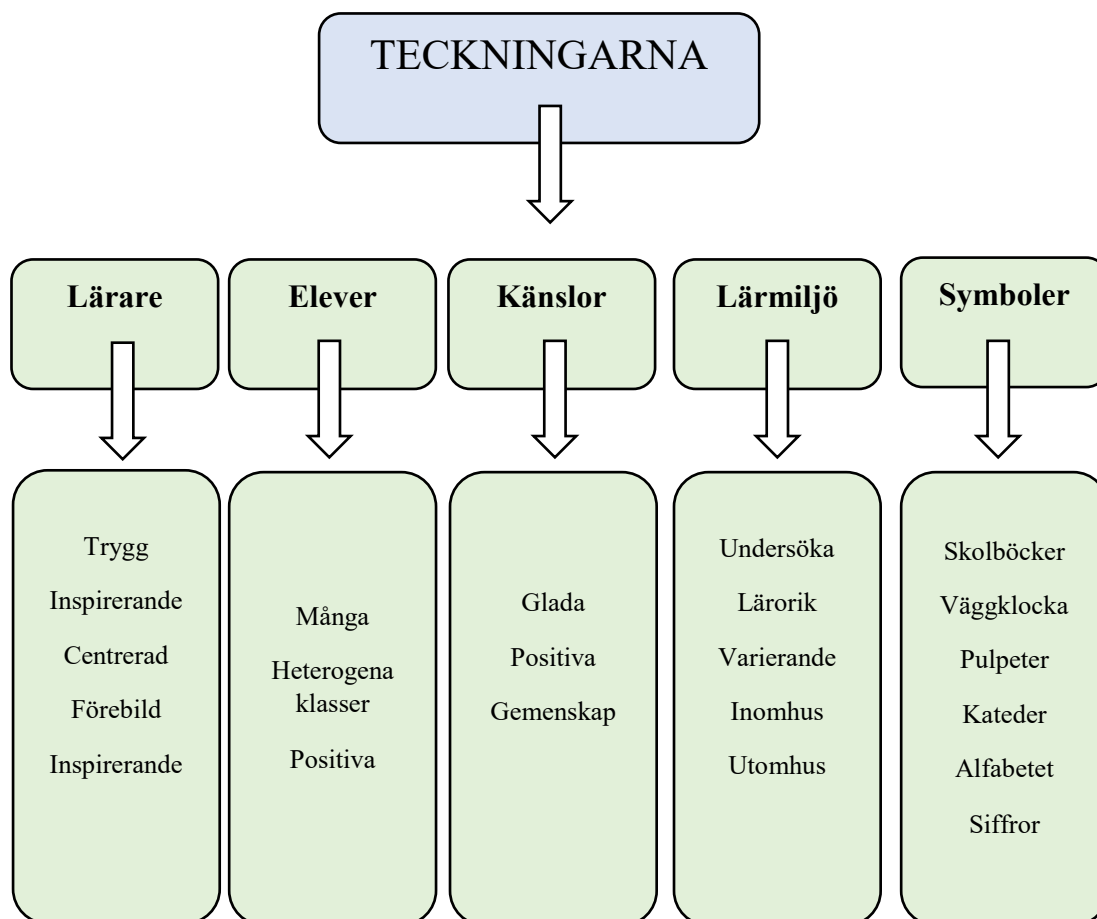 TECKNINGARNA
Lärare
Elever
Känslor
Lärmiljö
Symboler
Trygg
Inspirerande
Centrerad
Förebild
Inspirerande
Många
Heterogena
klasser
Positiva
Glada
Positiva
Gemenskap
Undersöka
Lärorik
Varierande
Inomhus
Utomhus
Skolböcker
Väggklocka
Pulpeter
Kateder
Alfabetet
Siffror